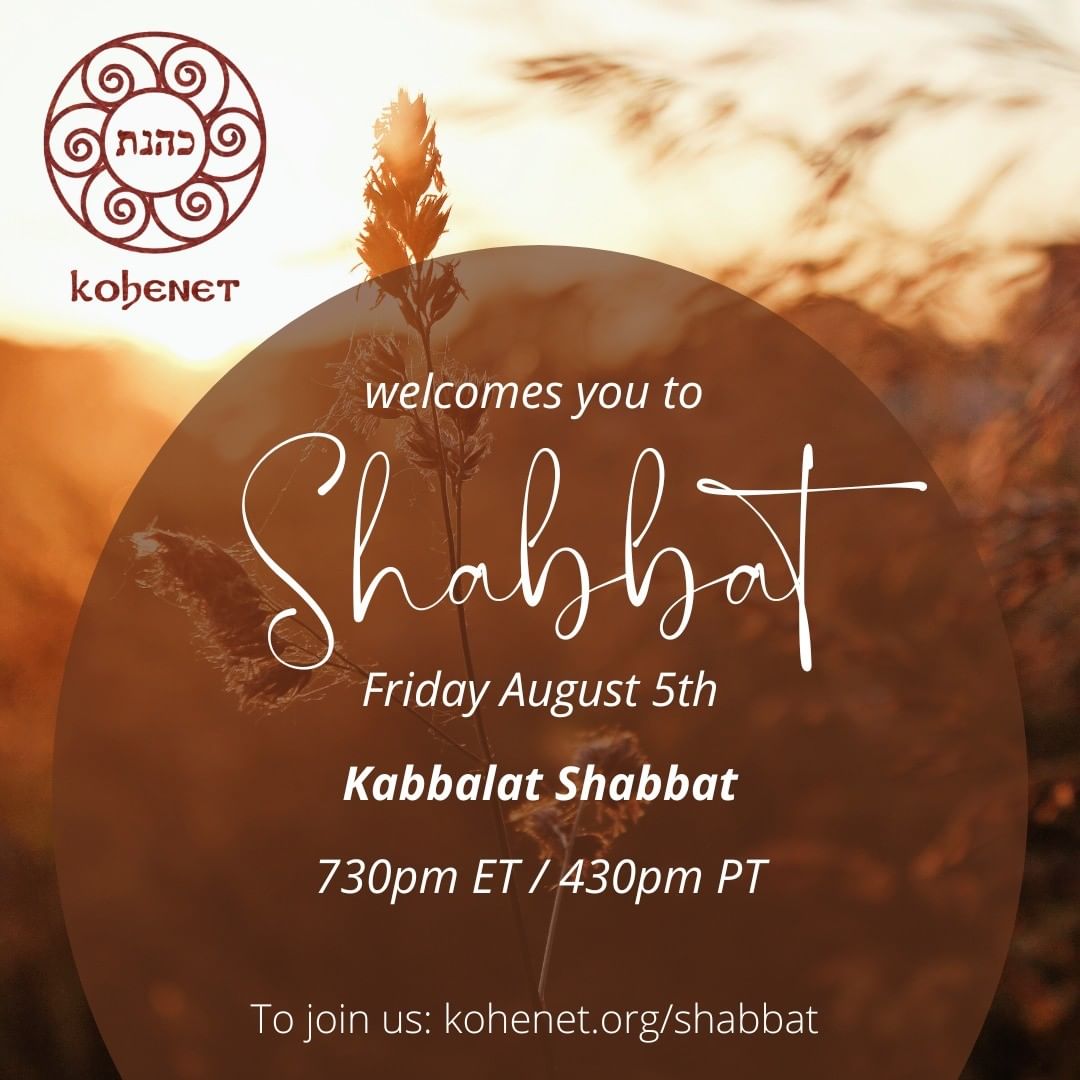 כהנת
kohenet
welcomes you to
Shabbat
Friday August 5th
Kabbalat Shabbat
730pm ET / 430pm PT
To join us: kohenet.org/shabbat